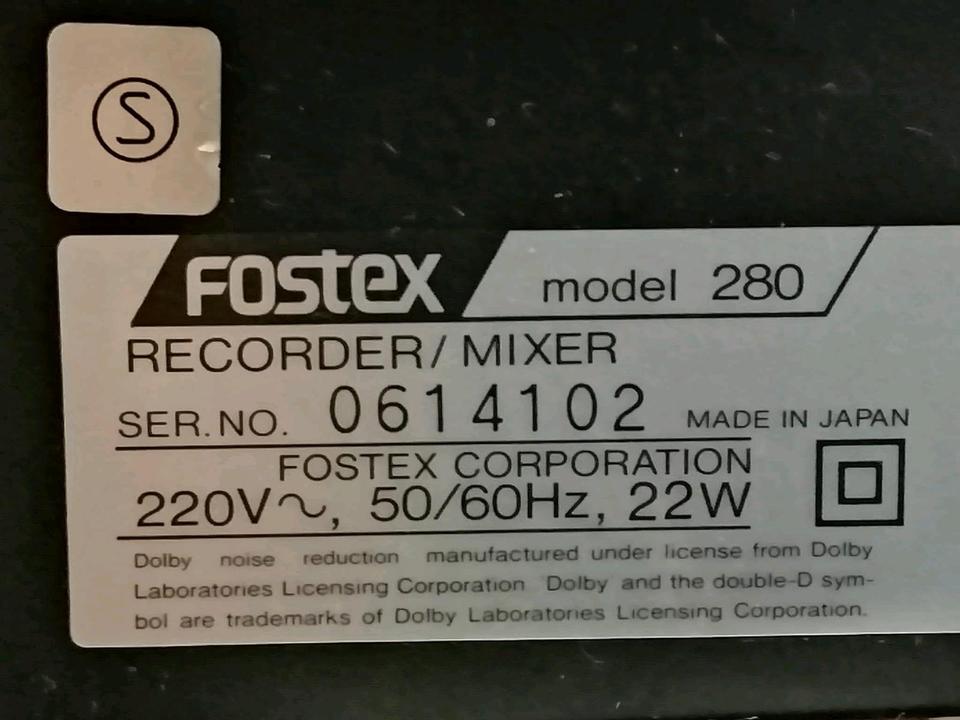 S
FOSTEX model 280
RECORDER/MIXER
SER.NO. 0614102 MADE IN JAPAN
FOSTEX CORPORATION
220V~, 50/60Hz, 22W
Dolby noise reduction manufactured under license from Dolby
Laboratories Licensing Corporation Dolby and the double-D sym-
bol are trademarks of Dolby Laboratories Licensing Corporation.